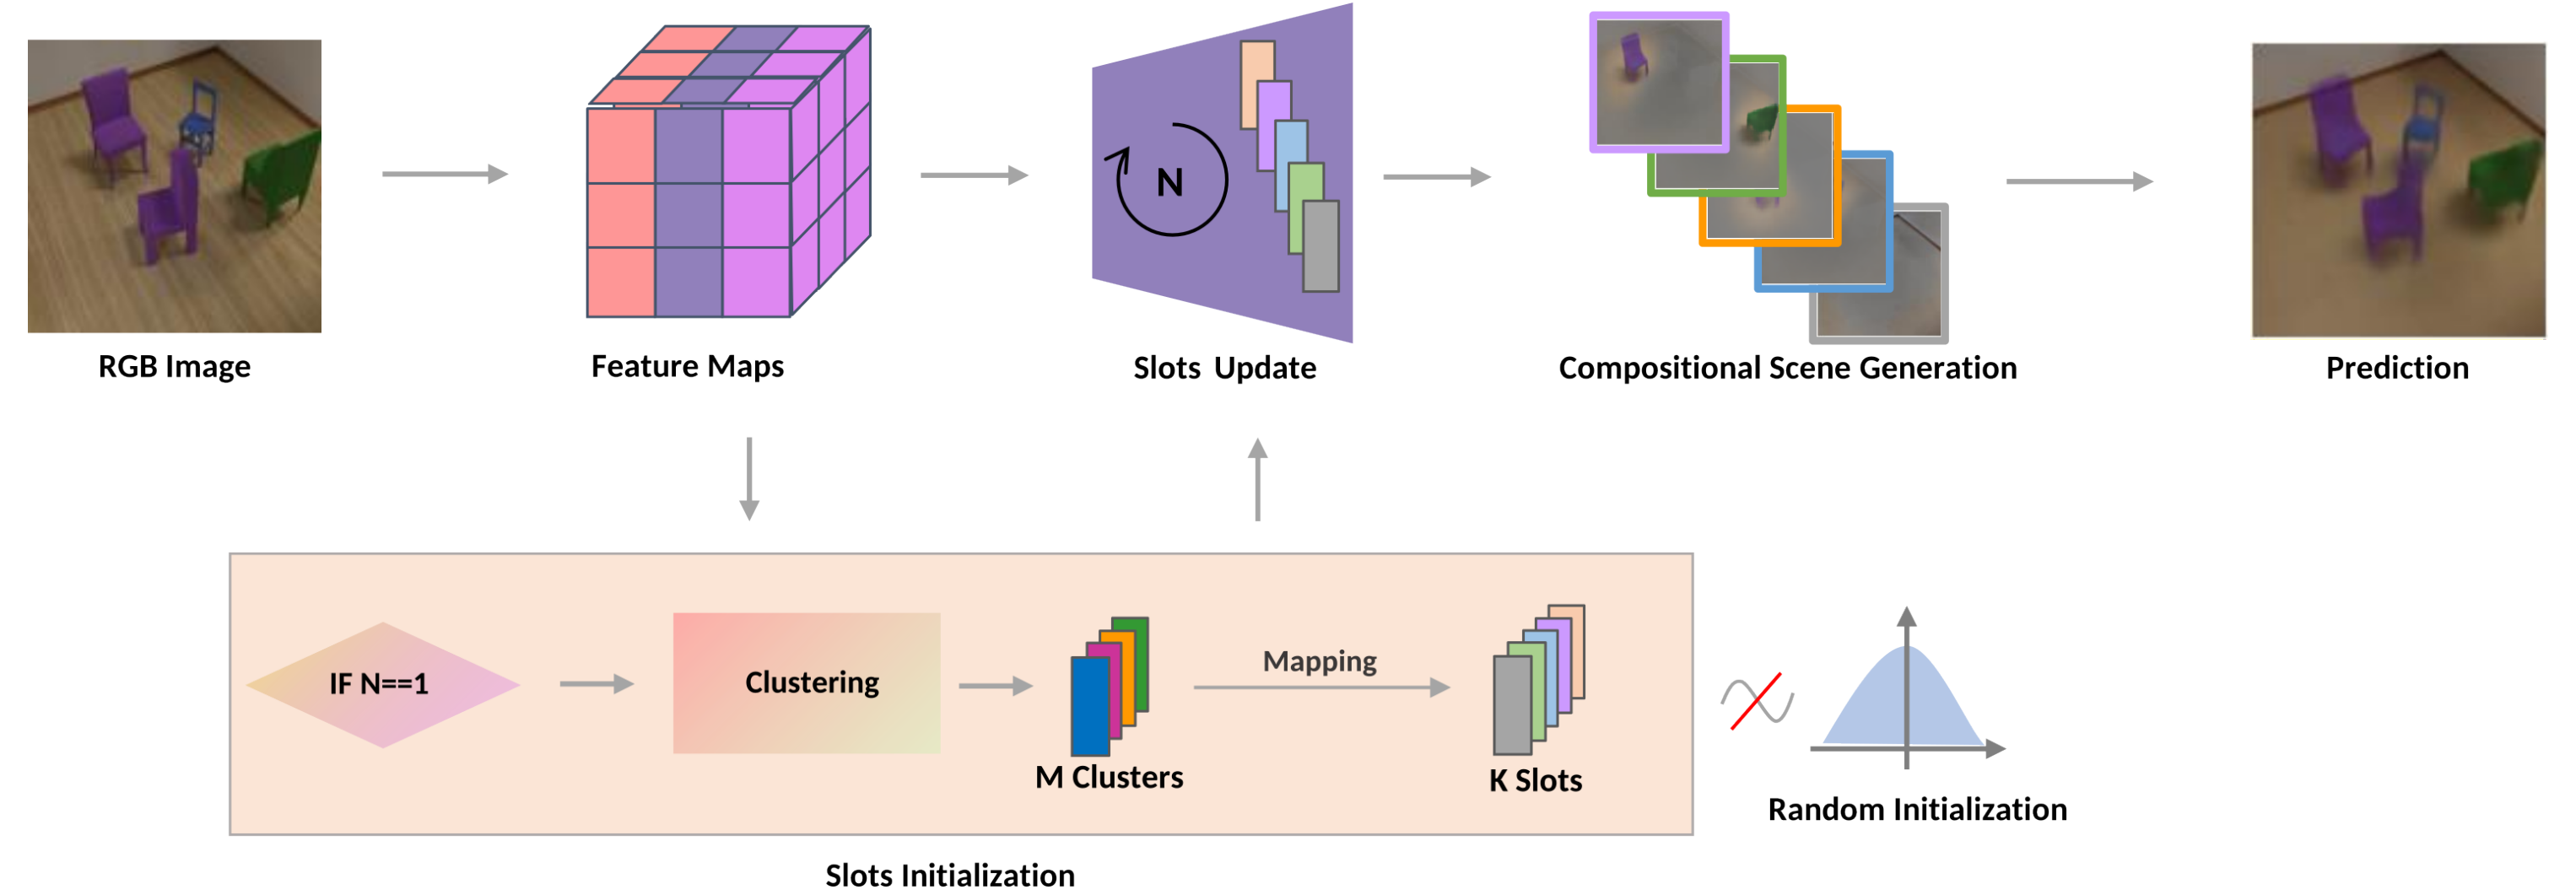 N
RGB Image
Feature Maps
Slots Update
Compositional Scene Generation
Prediction
IF N==1
Clustering
Mapping
M Clusters
K Slots
Random Initialization
Slots Initialization